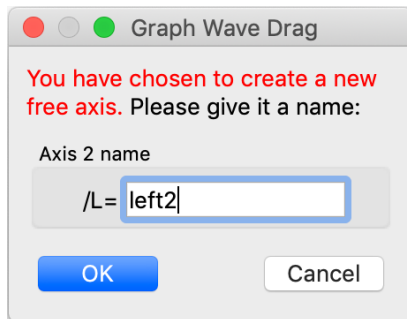 Graph Wave Drag
You have chosen to create a new
free axis. Please give it a name:
Axis 2 name
/L= left2
OK Cancel